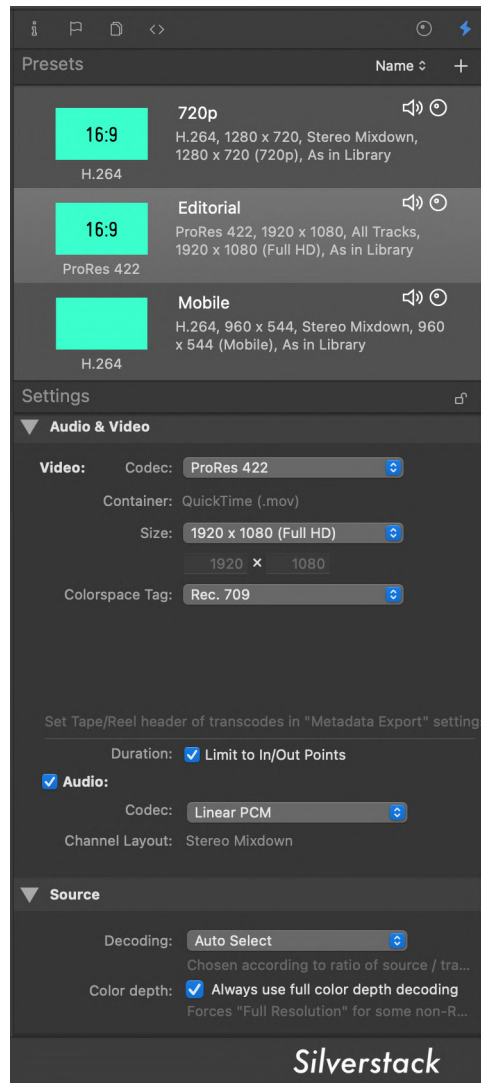 Presets
Name
16:9
H.264
720p
H.264, 1280 x 720, Stereo Mixdown,
1280 x 720 (720p), As in Library
16:9
ProRes 422
Editorial
ProRes 422, 1920 x 1080, All Tracks,
1920 x 1080 (Full HD), As in Library
H.264
Mobile
H.264, 960 x 544, Stereo Mixdown, 960
x 544 (Mobile), As in Library
Settings
Audio & Video
Video: Codec: ProRes 422
Container: QuickTime (.mov)
Size: 1920 x 1080 (Full HD)
1920 × 1080
Colorspace Tag: Rec. 709
Set Tape/Reel header of transcodes in "Metadata Export" setting
Duration: Limit to In/Out Points
Audio:
Codec: Linear PCM
Channel Layout: Stereo Mixdown
Source
Decoding: Auto Select
Chosen according to ratio of source / tra...
Color depth: Always use full color depth decoding
Forces "Full Resolution" for some non-R...
Silverstack